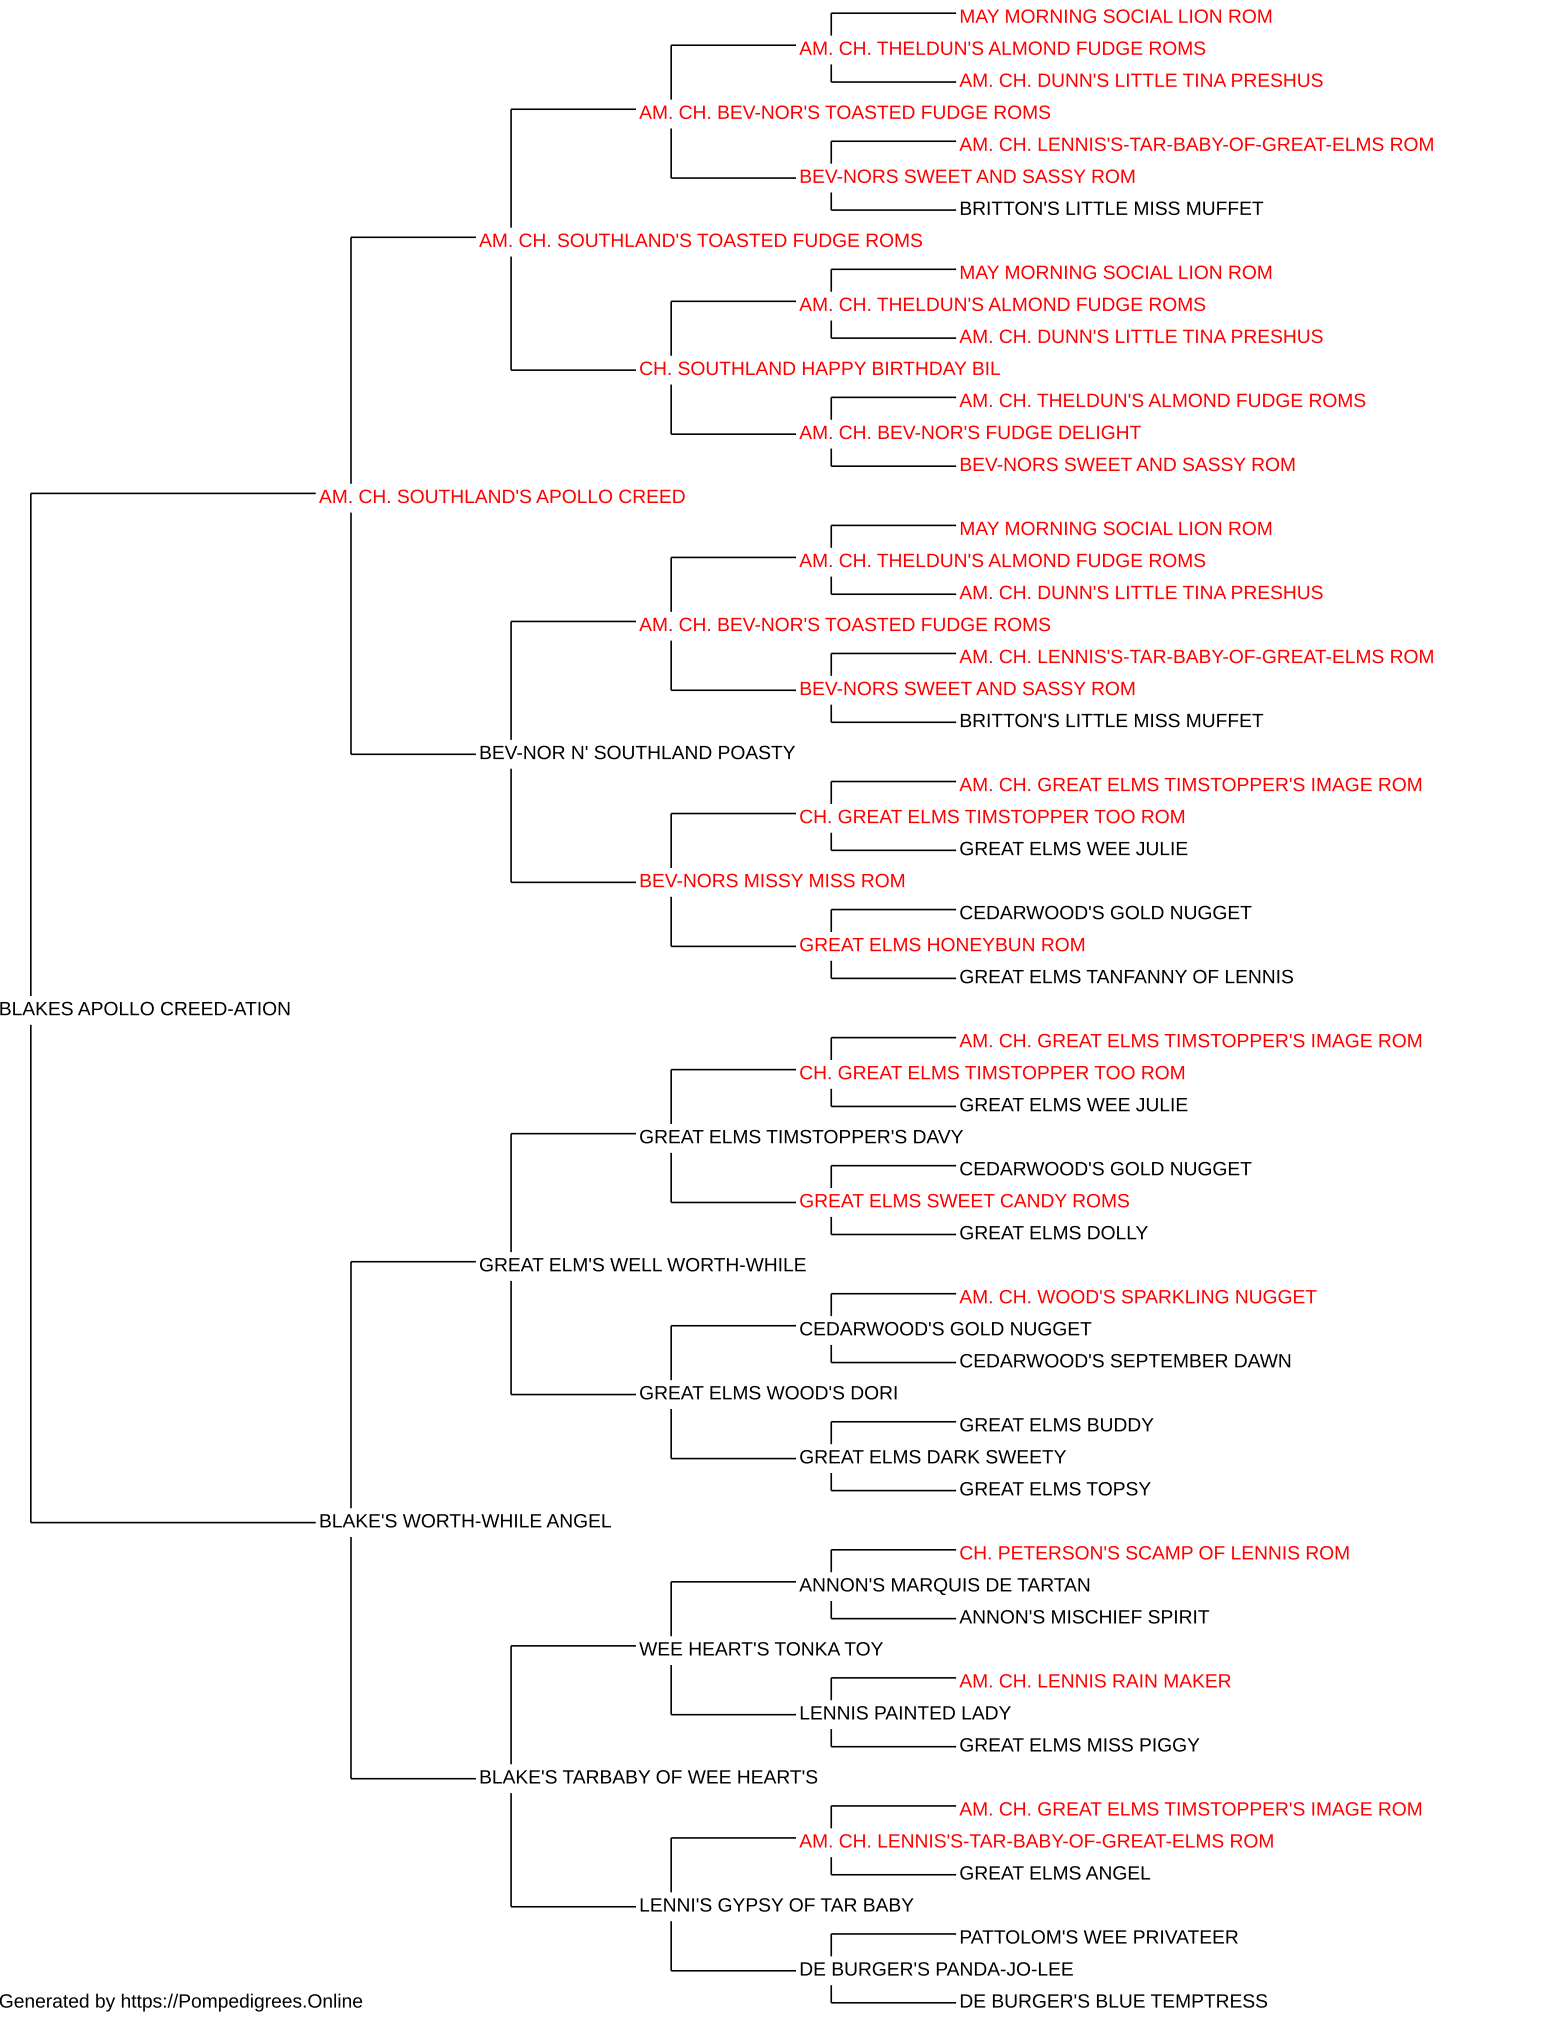 MAY MORNING SOCIAL LION ROM
AM. CH. THELDUN'S ALMOND FUDGE ROMS
AM. CH. DUNN'S LITTLE TINA PRESHUS
AM. CH. BEV-NOR'S TOASTED FUDGE ROMS
AM. CH. LENNIS'S-TAR-BABY-OF-GREAT-ELMS ROM
BEV-NORS SWEET AND SASSY ROM
BRITTON'S LITTLE MISS MUFFET
AM. CH. SOUTHLAND'S TOASTED FUDGE ROMS
MAY MORNING SOCIAL LION ROM
AM. CH. THELDUN'S ALMOND FUDGE ROMS
AM. CH. DUNN'S LITTLE TINA PRESHUS
CH. SOUTHLAND HAPPY BIRTHDAY BIL
AM. CH. THELDUN'S ALMOND FUDGE ROMS
AM. CH. BEV-NOR'S FUDGE DELIGHT
BEV-NORS SWEET AND SASSY ROM
AM. CH. SOUTHLAND'S APOLLO CREED
MAY MORNING SOCIAL LION ROM
AM. CH. THELDUN'S ALMOND FUDGE ROMS
AM. CH. DUNN'S LITTLE TINA PRESHUS
AM. CH. BEV-NOR'S TOASTED FUDGE ROMS
AM. CH. LENNIS'S-TAR-BABY-OF-GREAT-ELMS ROM
BEV-NORS SWEET AND SASSY ROM
BRITTON'S LITTLE MISS MUFFET
BEV-NOR N' SOUTHLAND POASTY
AM. CH. GREAT ELMS TIMSTOPPER'S IMAGE ROM
CH. GREAT ELMS TIMSTOPPER TOO ROM
GREAT ELMS WEE JULIE
BEV-NORS MISSY MISS ROM
CEDARWOOD'S GOLD NUGGET
GREAT ELMS HONEYBUN ROM
GREAT ELMS TANFANNY OF LENNIS
BLAKES APOLLO CREED-ATION
AM. CH. GREAT ELMS TIMSTOPPER'S IMAGE ROM
CH. GREAT ELMS TIMSTOPPER TOO ROM
GREAT ELMS WEE JULIE
GREAT ELMS TIMSTOPPER'S DAVY
CEDARWOOD'S GOLD NUGGET
GREAT ELMS SWEET CANDY ROMS
GREAT ELMS DOLLY
GREAT ELM'S WELL WORTH-WHILE
AM. CH. WOOD'S SPARKLING NUGGET
CEDARWOOD'S GOLD NUGGET
CEDARWOOD'S SEPTEMBER DAWN
GREAT ELMS WOOD'S DORI
GREAT ELMS BUDDY
GREAT ELMS DARK SWEETY
GREAT ELMS TOPSY
BLAKE'S WORTH-WHILE ANGEL
CH. PETERSON'S SCAMP OF LENNIS ROM
ANNON'S MARQUIS DE TARTAN
ANNON'S MISCHIEF SPIRIT
WEE HEART'S TONKA TOY
AM. CH. LENNIS RAIN MAKER
LENNIS PAINTED LADY
GREAT ELMS MISS PIGGY
BLAKE'S TARBABY OF WEE HEART'S
AM. CH. GREAT ELMS TIMSTOPPER'S IMAGE ROM
AM. CH. LENNIS'S-TAR-BABY-OF-GREAT-ELMS ROM
GREAT ELMS ANGEL
LENNI'S GYPSY OF TAR BABY
PATTOLOM'S WEE PRIVATEER
DE BURGER'S PANDA-JO-LEE
DE BURGER'S BLUE TEMPTRESS
Generated by https://Pompedigrees.Online